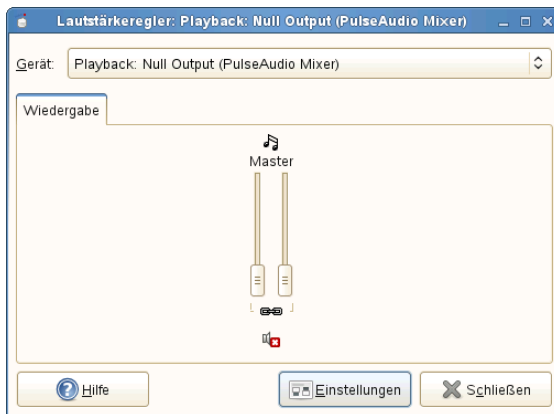 Lautstärkeregler: Playback: Null Output (PulseAudio Mixer)
Gerät: Playback: Null Output (PulseAudio Mixer)
Wiedergabe
Master
Hilfe Einstellungen Schließen